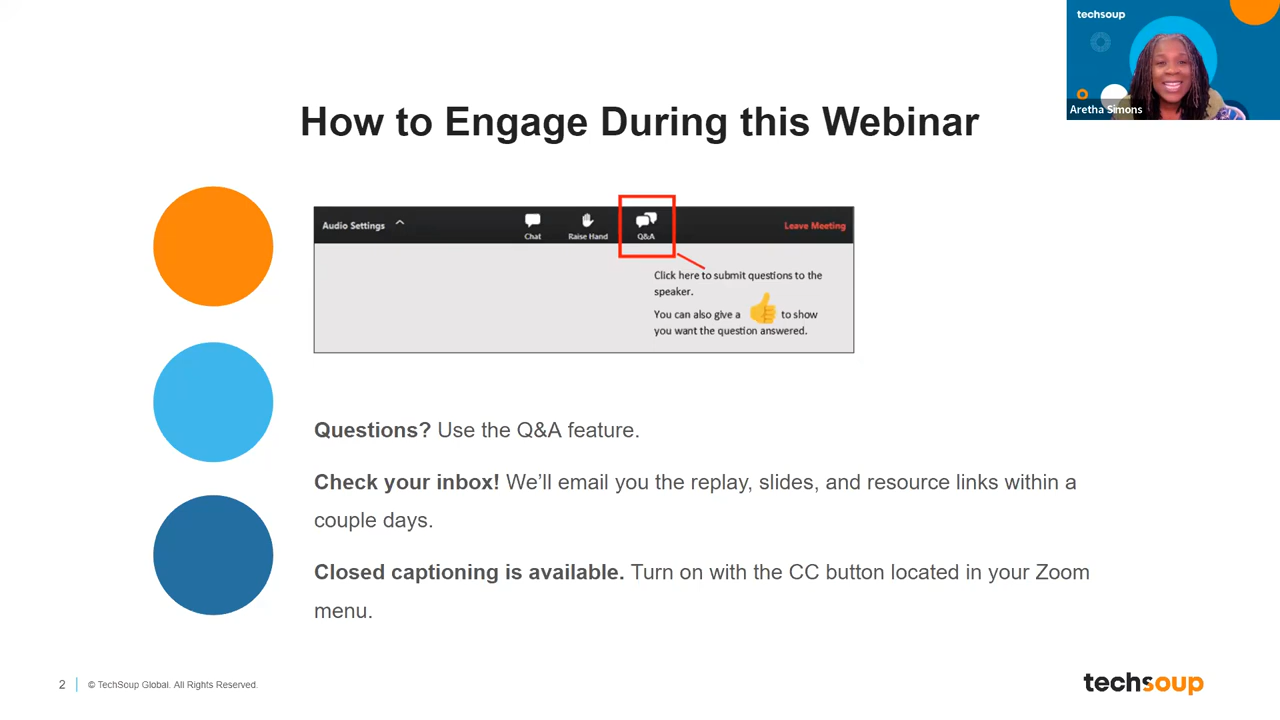 techsoup
Aretha Simons
How to Engage During this Webinar
Audio Settings
Chat
Raise Hand
Q&A
Leave Meeting
Click here to submit questions to the
speaker.
You can also give a 👍 to show
you want the question answered.
Questions? Use the Q&A feature.
Check your inbox! We’ll email you the replay, slides, and resource links within a
couple days.
Closed captioning is available. Turn on with the CC button located in your Zoom
menu.
2
© TechSoup Global. All Rights Reserved.
techsoup